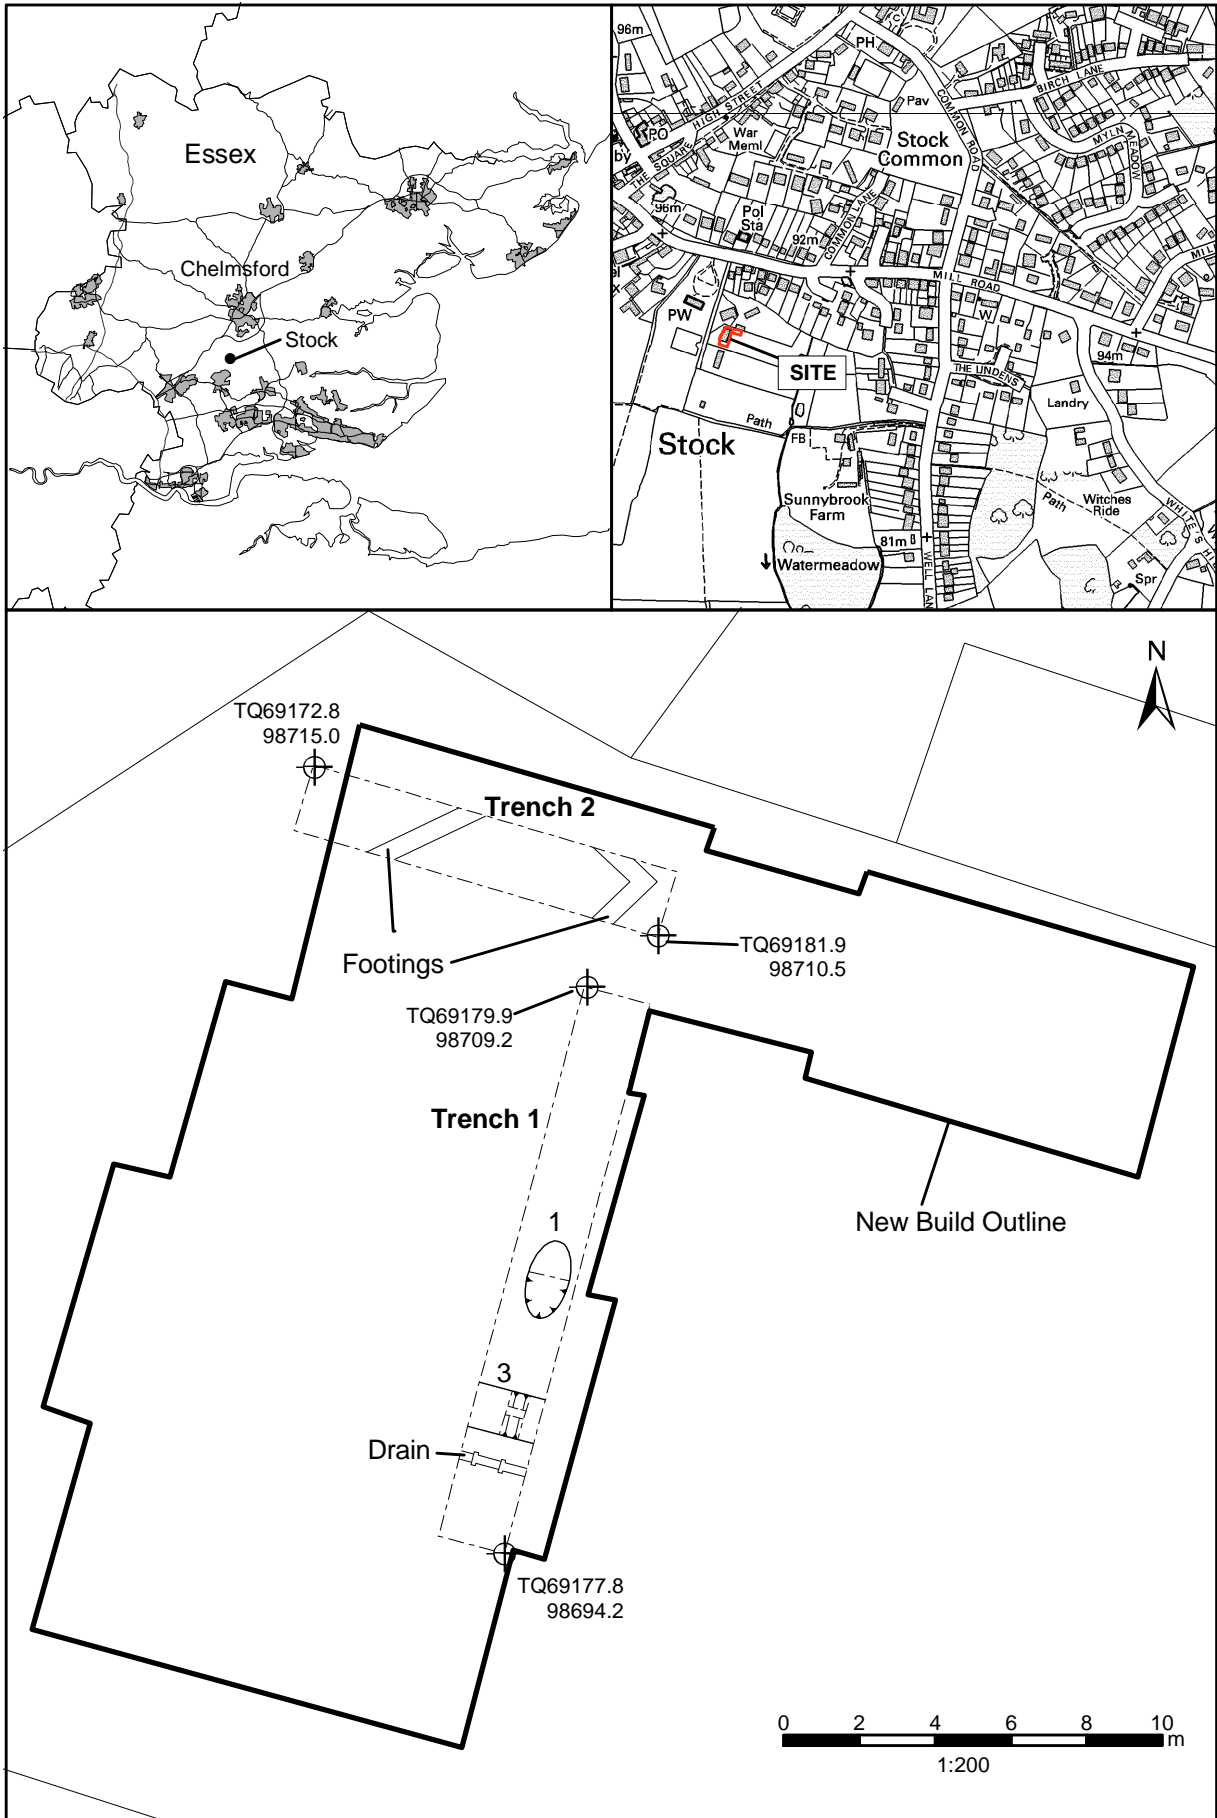 Essex
Chelmsford
Stock
96m
PH
HIGH STREET
Pav
COMMON ROAD
BIRCH LANE
PO
War
Meml
MYLN MEADOW
by
THE SQUARE
Stock
Common
96m
Pol
Sta
COMMON LANE
92m
MILL ROAD
PW
W
SITE
94m
THE LINDENS
Landry
Path
Stock
FB
Sunnybrook
Farm
Path
Witches
Ride
WHITE'S
81m
Watermeadow
WELL LAN
Spr
N
TQ69172.8
98715.0
Trench 2
Footings
TQ69181.9
98710.5
TQ69179.9
98709.2
Trench 1
New Build Outline
1
3
Drain
TQ69177.8
98694.2
0 2 4 6 8 10
m
1:200